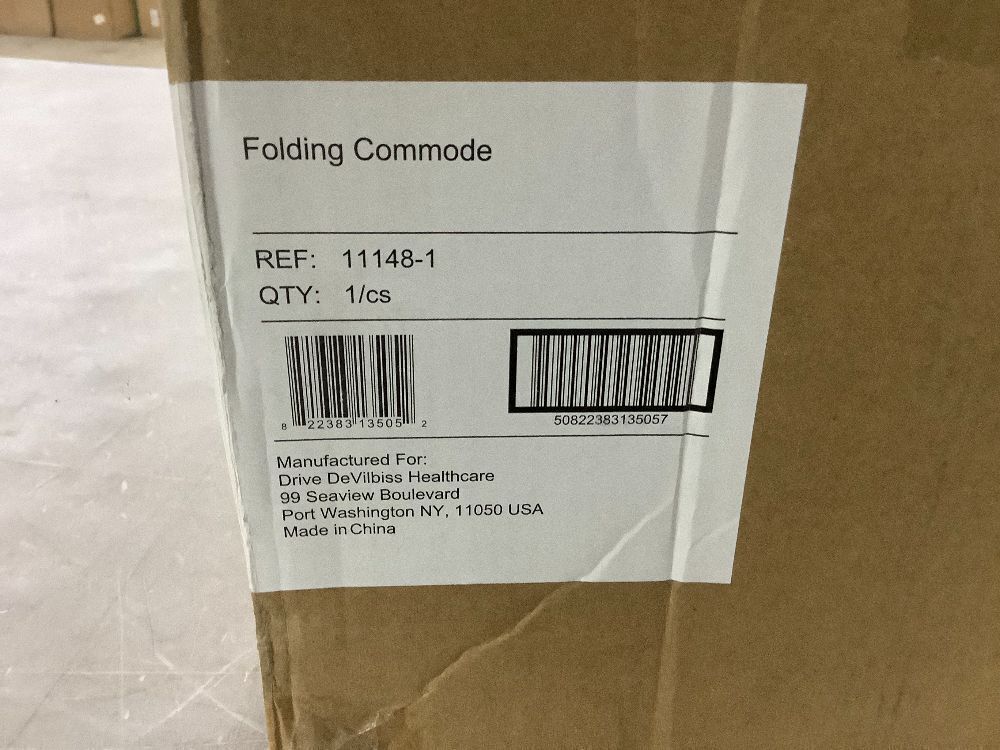 Folding Commode
REF: 11148-1
QTY: 1/cs
8 22383 13505 2
50822383135057
Manufactured For:
Drive DeVilbiss Healthcare
99 Seaview Boulevard
Port Washington NY, 11050 USA
Made in China